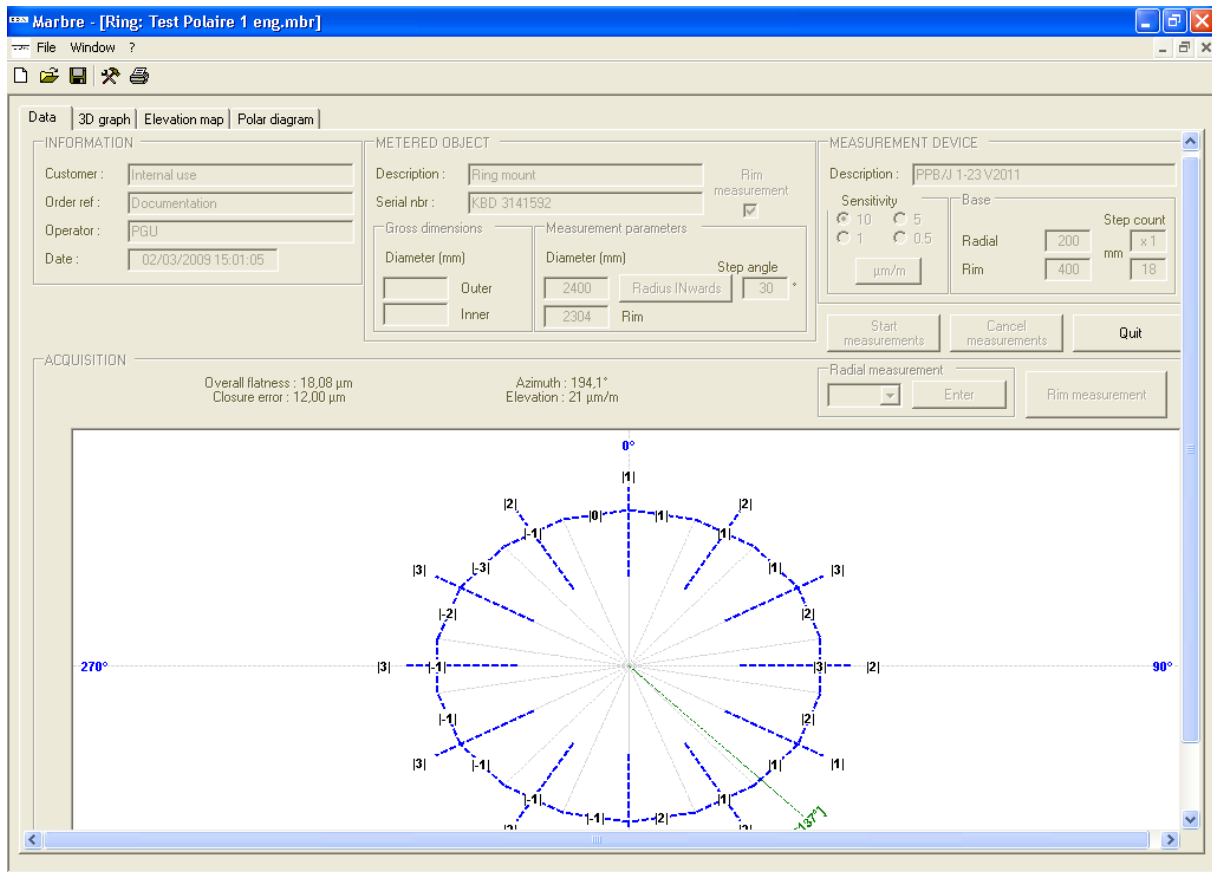 Marbre - [Ring: Test Polaire 1 eng.mbr]
File Window ?
Data 3D graph Elevation map Polar diagram
INFORMATION
Customer : Internal use
Order ref : Documentation
Operator : PGU
Date : 02/03/2009 15:01:05
METERED OBJECT
Description : Ring mount
Serial nbr : KBD 3141592
Rim measurement
Gross dimensions
Diameter (mm)
Outer
Inner
Measurement parameters
Diameter (mm)
Step angle
2400 Radius INwards 30 °
2304 Rim
MEASUREMENT DEVICE
Description : PPB/J 1-23 V2011
Sensitivity
10 5
1 0.5
µm/m
Base
Step count
Radial 200 mm x 1
Rim 400 18
Start measurements
Cancel measurements
Quit
ACQUISITION
Overall flatness : 18,08 µm
Closure error : 12,00 µm
Azimuth : 194,1°
Elevation : 21 µm/m
Radial measurement
Enter
Rim measurement
0°
|1|
|2| |2|
|0| |1|
|-1| |1|
|3| |-3| |1| |3|
|-2| |2|
270° |3| |-1| |3| |2| 90°
|-1| |2|
|3| |-1| |1| |1|
|-1| |1|
|-1| |2|
137°]